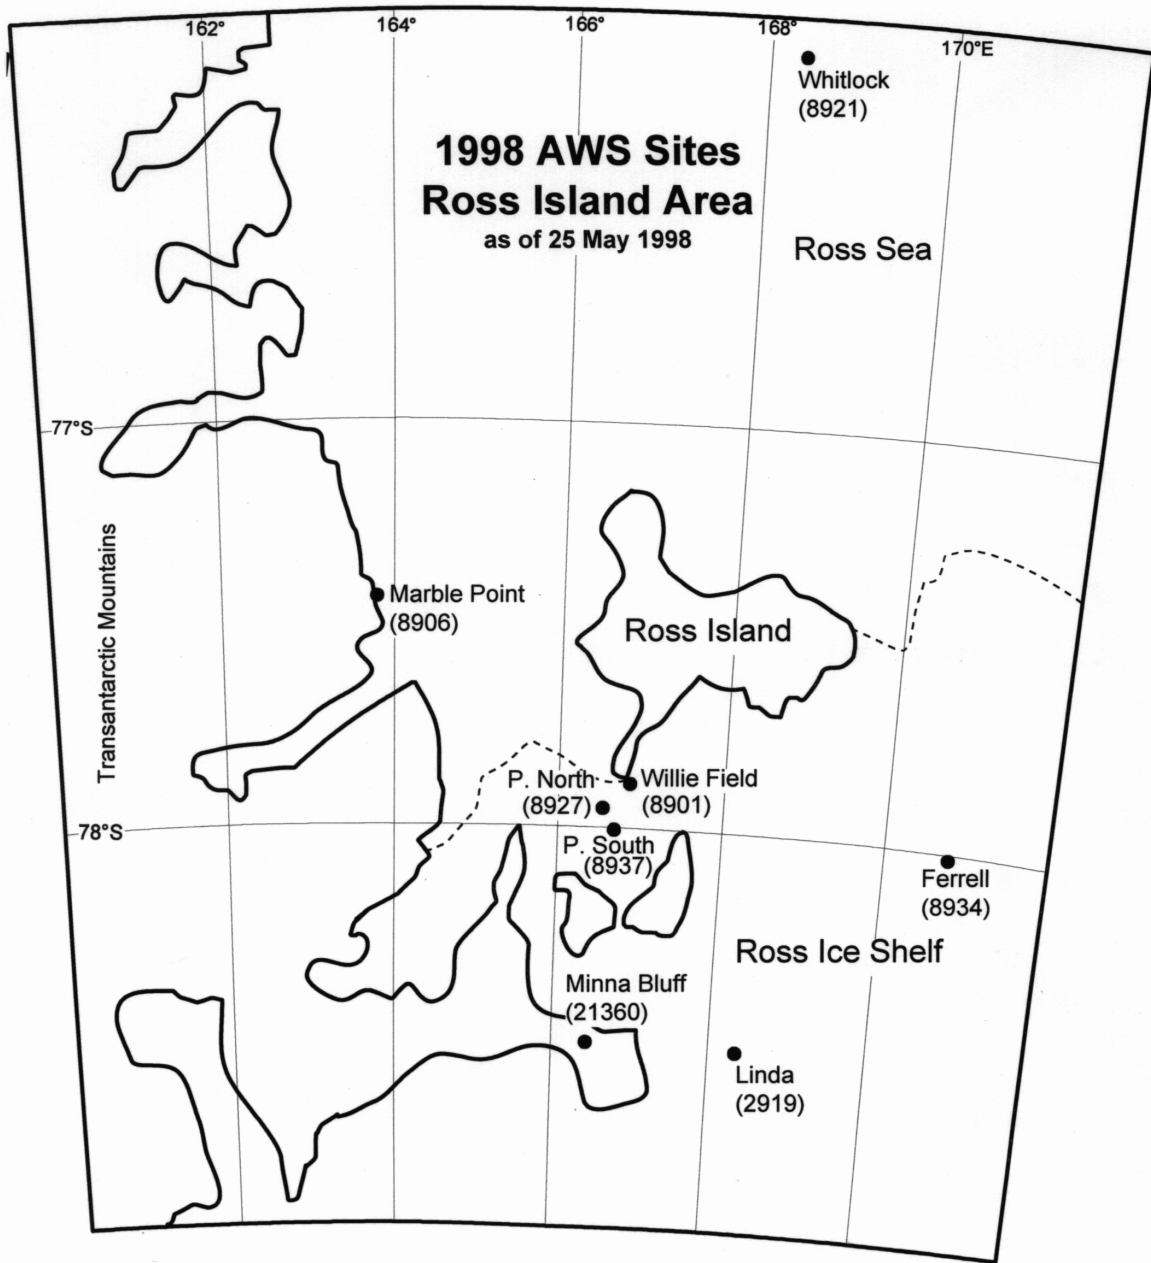 162°
164°
166°
168°
170°E
Whitlock
(8921)
1998 AWS Sites
Ross Island Area
as of 25 May 1998
Ross Sea
77°S
Transantarctic Mountains
Marble Point
(8906)
Ross Island
P. North
(8927)
Willie Field
(8901)
78°S
P. South
(8937)
Ferrell
(8934)
Ross Ice Shelf
Minna Bluff
(21360)
Linda
(2919)